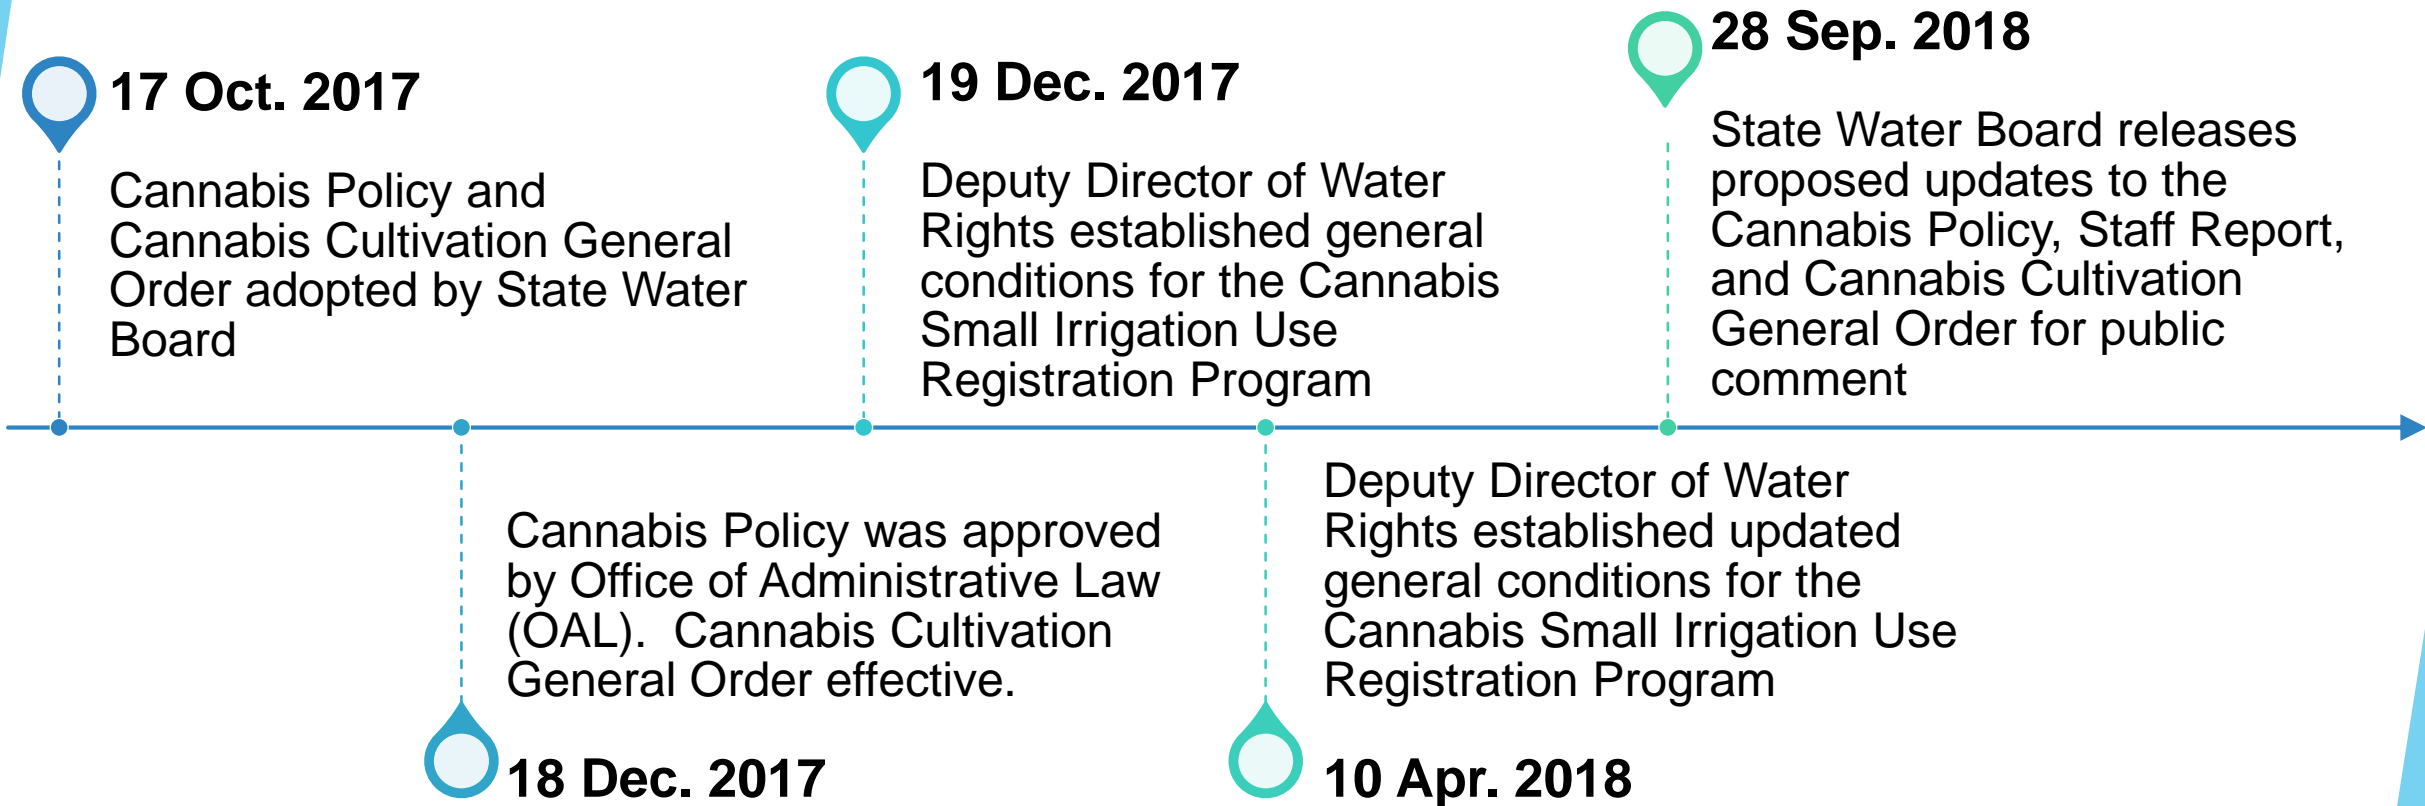 17 Oct. 2017
Cannabis Policy and
Cannabis Cultivation General
Order adopted by State Water
Board
Cannabis Policy was approved
by Office of Administrative Law
(OAL).  Cannabis Cultivation
General Order effective.
18 Dec. 2017
19 Dec. 2017
Deputy Director of Water
Rights established general
conditions for the Cannabis
Small Irrigation Use
Registration Program
Deputy Director of Water
Rights established updated
general conditions for the
Cannabis Small Irrigation Use
Registration Program
10 Apr. 2018
28 Sep. 2018
State Water Board releases
proposed updates to the
Cannabis Policy, Staff Report,
and Cannabis Cultivation
General Order for public
comment